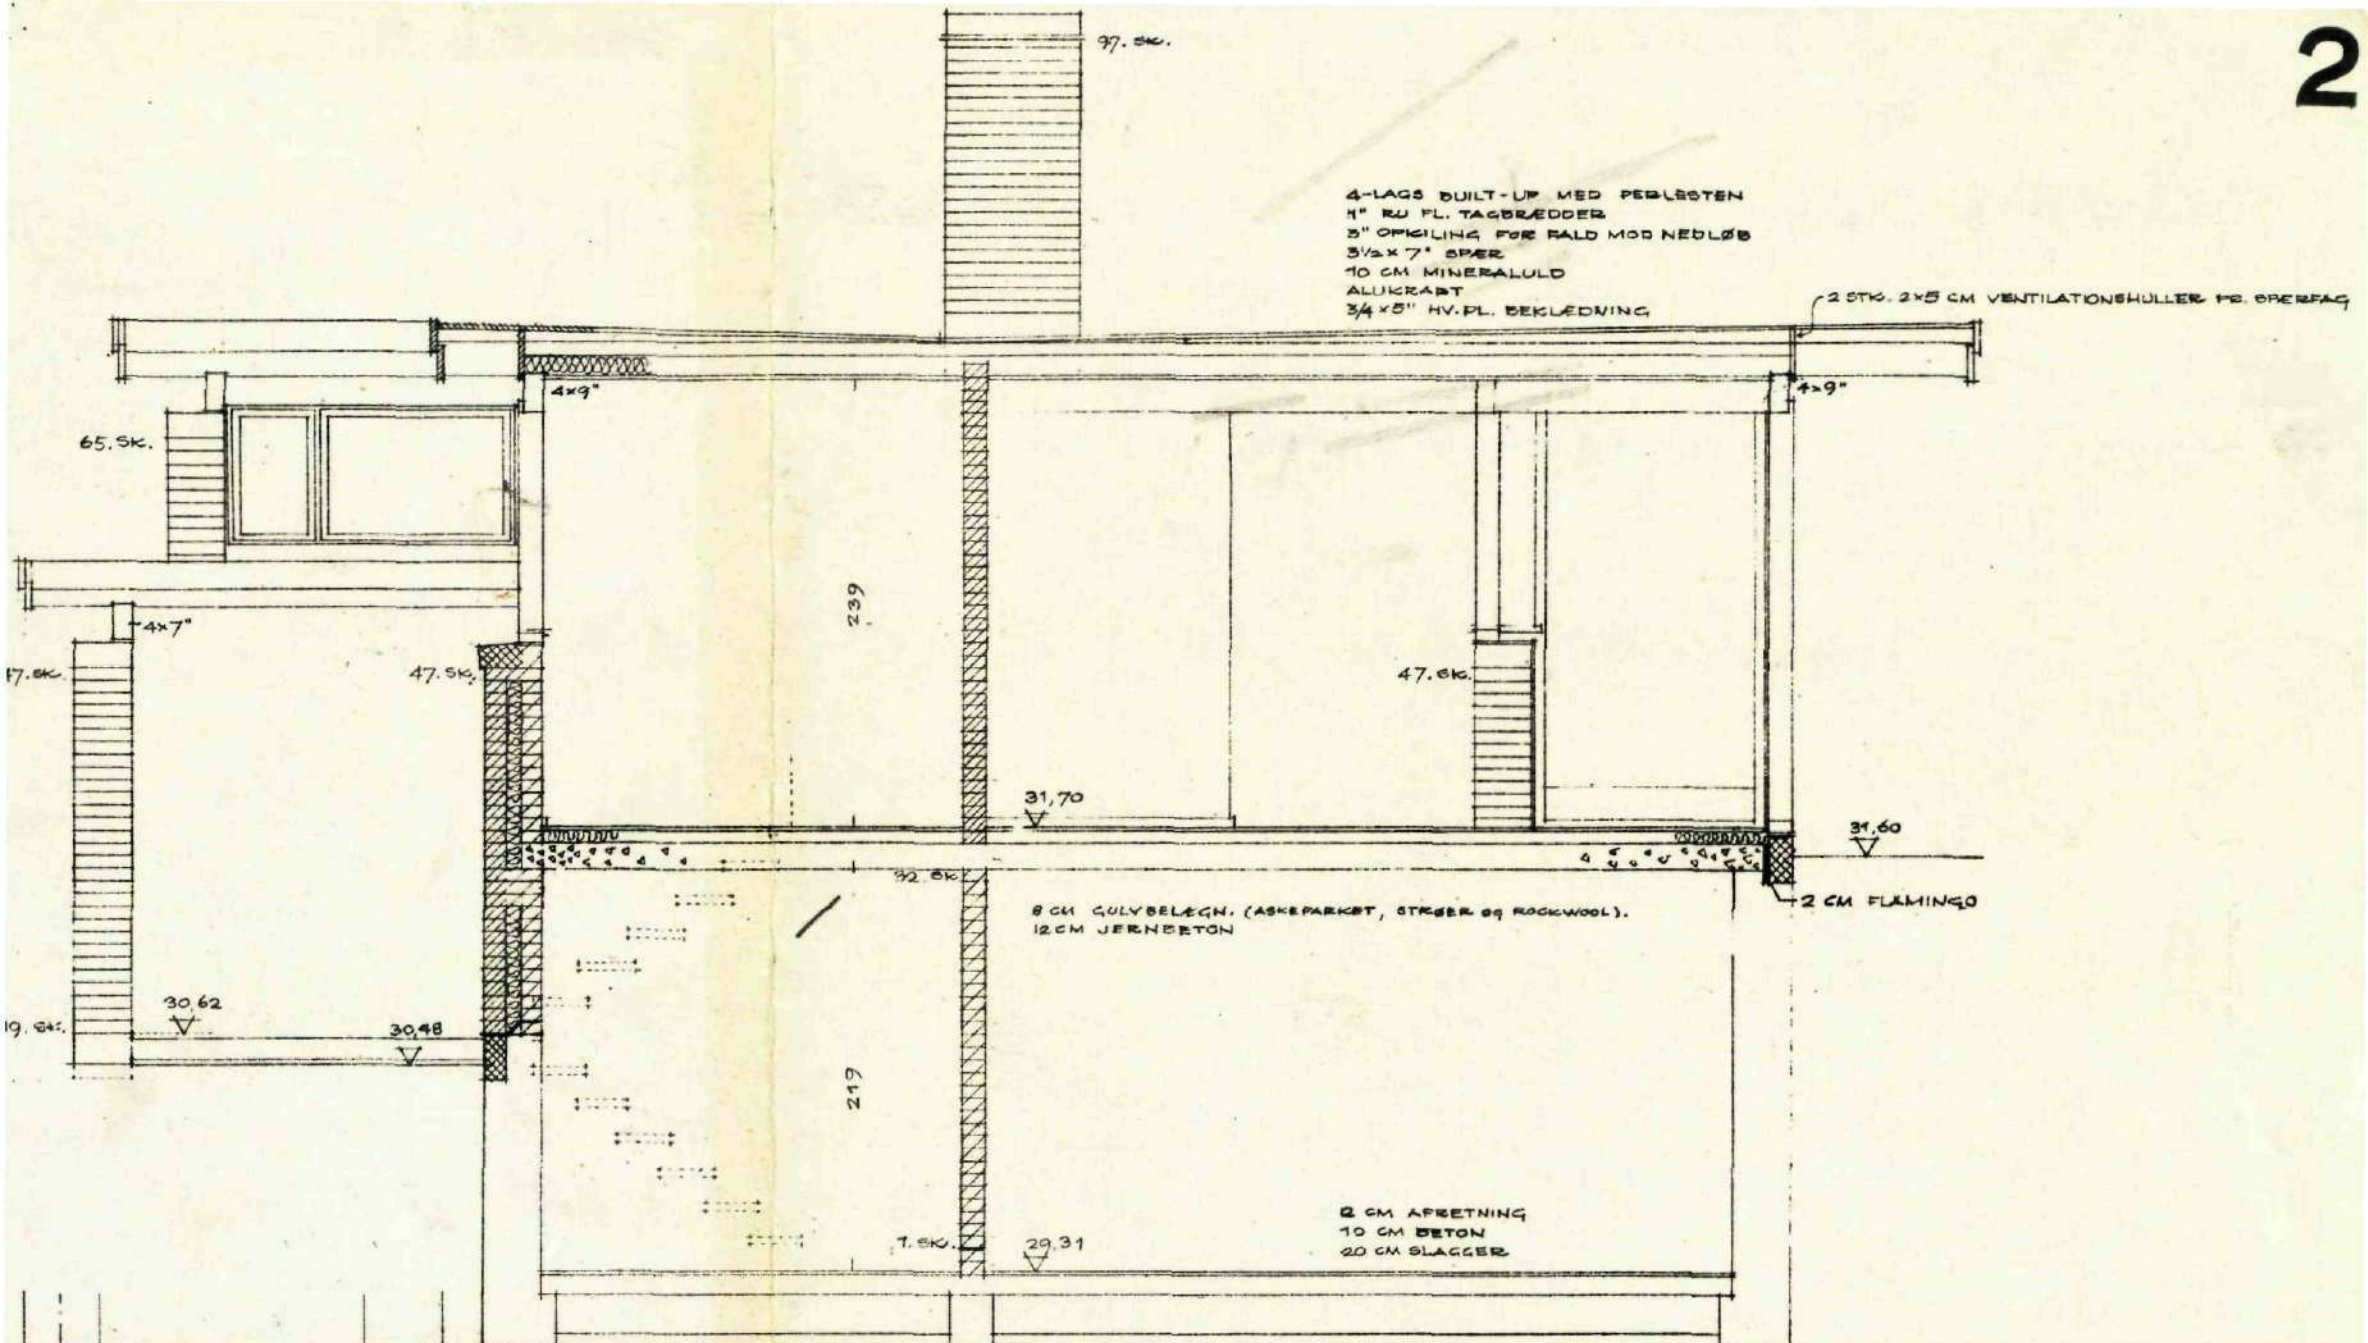 2
97. SK.
4-LAGS BUILT-UP MED PERLESTEN
1" RU PL. TAGBRÆDDER
3" OPKILING FOR FALD MOD NEDLØB
3½ x 7" SPÆR
10 CM MINERALULD
ALUKRAFT
3/4 x 5" HV. PL. BEKLÆDNING
2 STK. 2x5 CM VENTILATIONSHULLER PR. SPÆRFAG
4x9"
4x9"
65. SK.
239
4x7"
47. SK.
47. SK.
47. SK.
31,70
31,60
32. SK.
8 CM GULVBELÆGN. (ASKEPARKET, STRØER OG ROCKWOOL).
12 CM JERNBETON
2 CM FLAMINGO
30,62
30,48
219
2 CM AFRETNING
10 CM BETON
20 CM SLAGGER
1. SK.
29,31